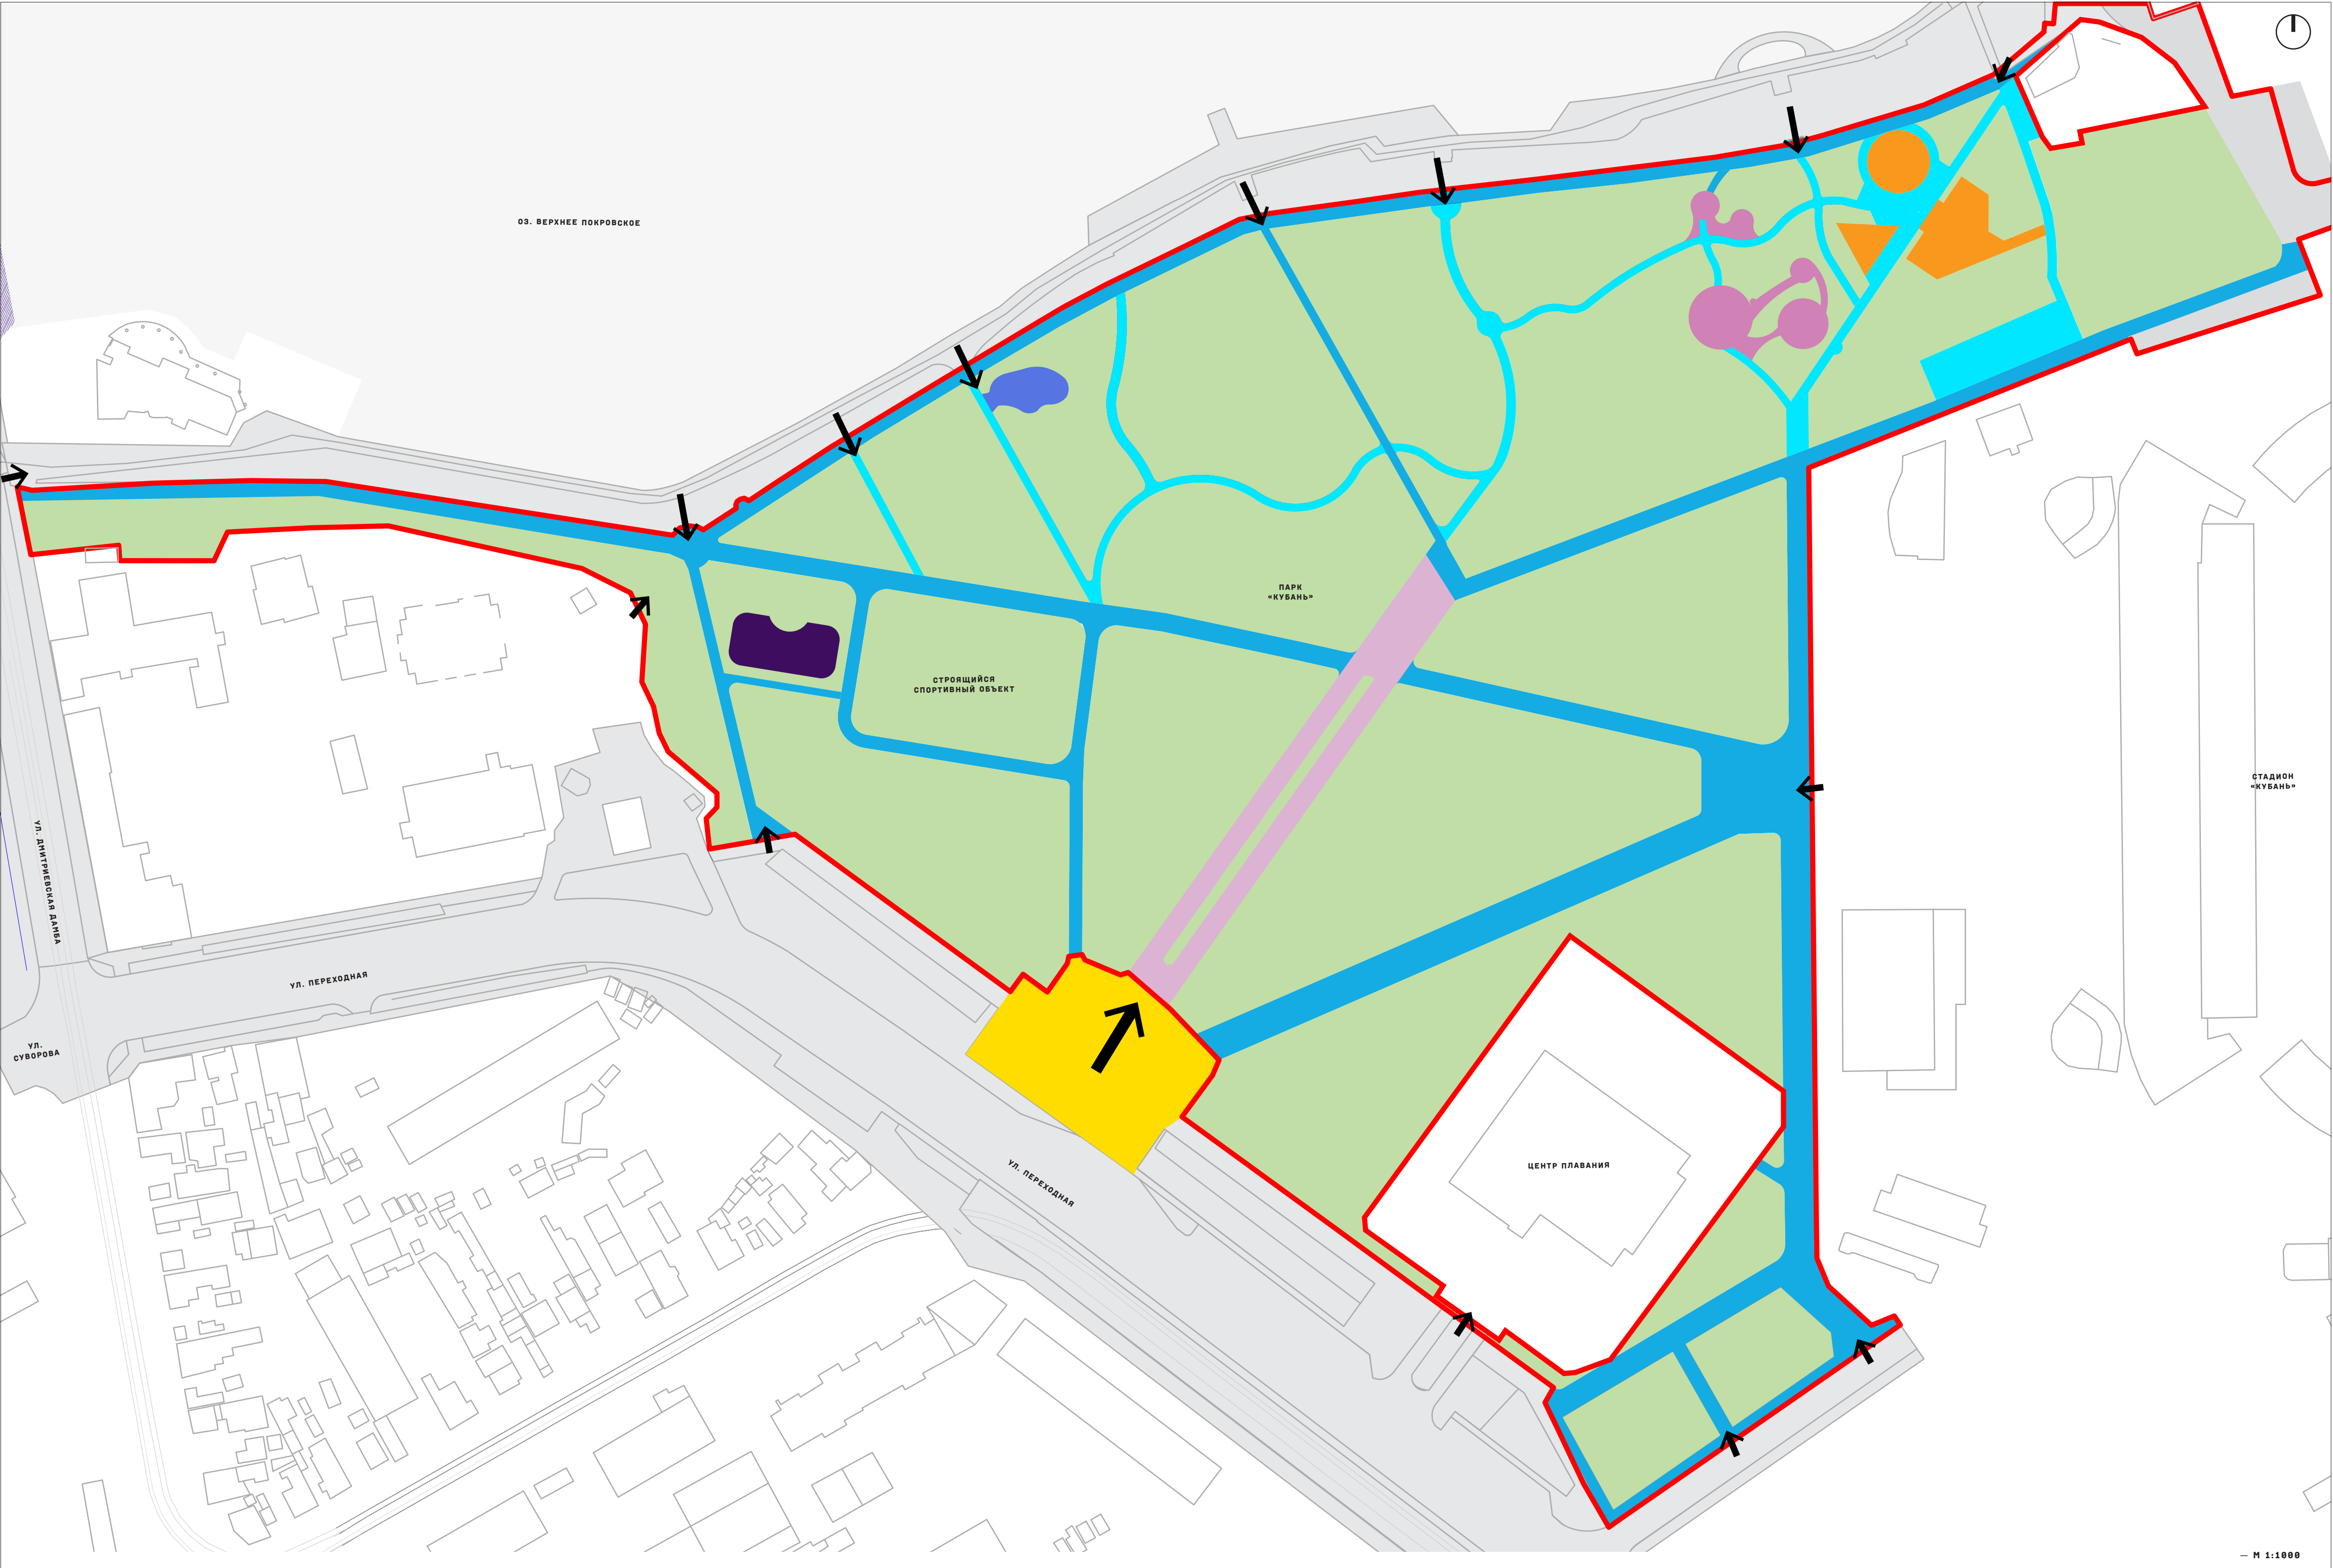 ОЗ. ВЕРХНЕЕ ПОКРОВСКОЕ
ПАРК
«КУБАНЬ»
СТРОЯЩИЙСЯ
СПОРТИВНЫЙ ОБЪЕКТ
СТАДИОН
«КУБАНЬ»
УЛ. ДМИТРИЕВСКАЯ ДАМБА
УЛ. ПЕРЕХОДНАЯ
УЛ.
СУВОРОВА
УЛ. ПЕРЕХОДНАЯ
ЦЕНТР ПЛАВАНИЯ
— М 1:1000